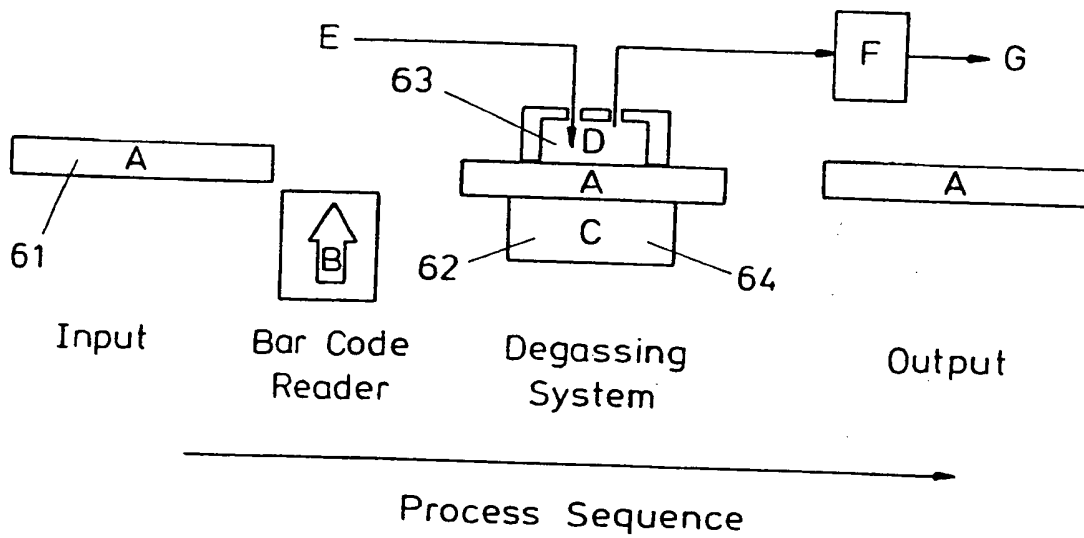 E
F
G
63
D
A
A
A
61
B
C
62
64
Input
Bar Code
Reader
Degassing
System
Output
Process Sequence